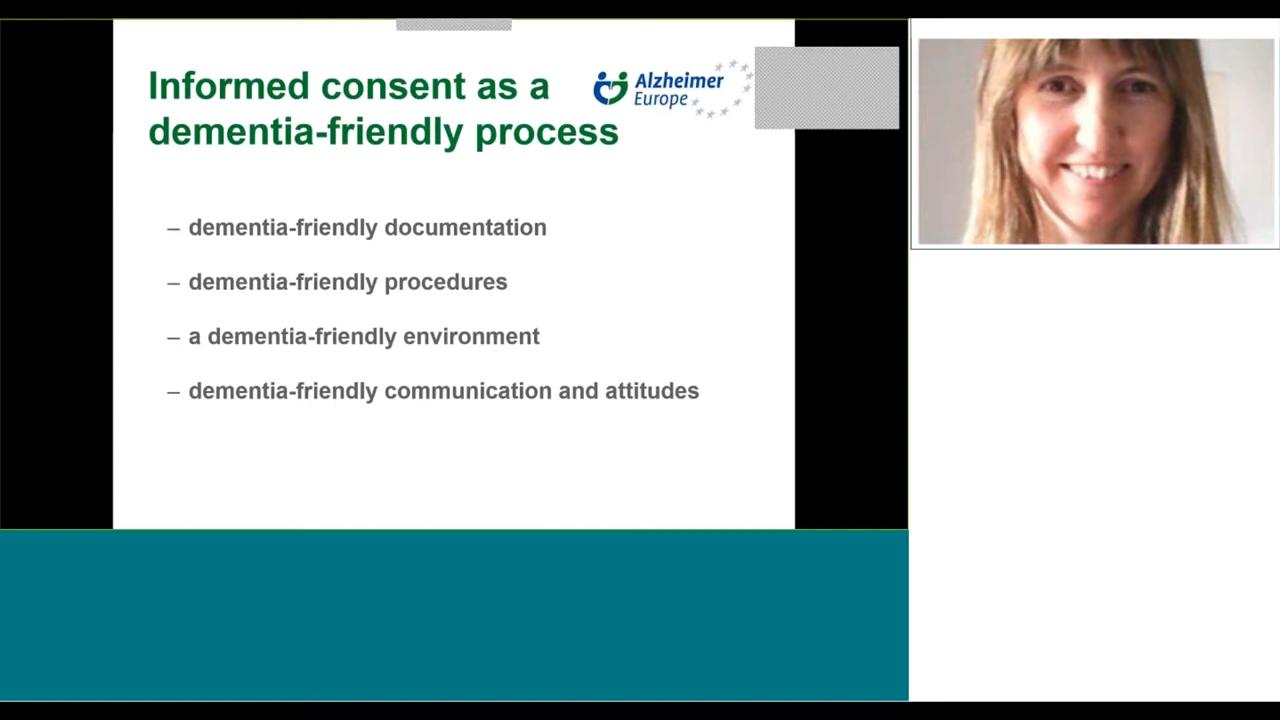 Informed consent as a
dementia-friendly process
Alzheimer
Europe
– dementia-friendly documentation
– dementia-friendly procedures
– a dementia-friendly environment
– dementia-friendly communication and attitudes